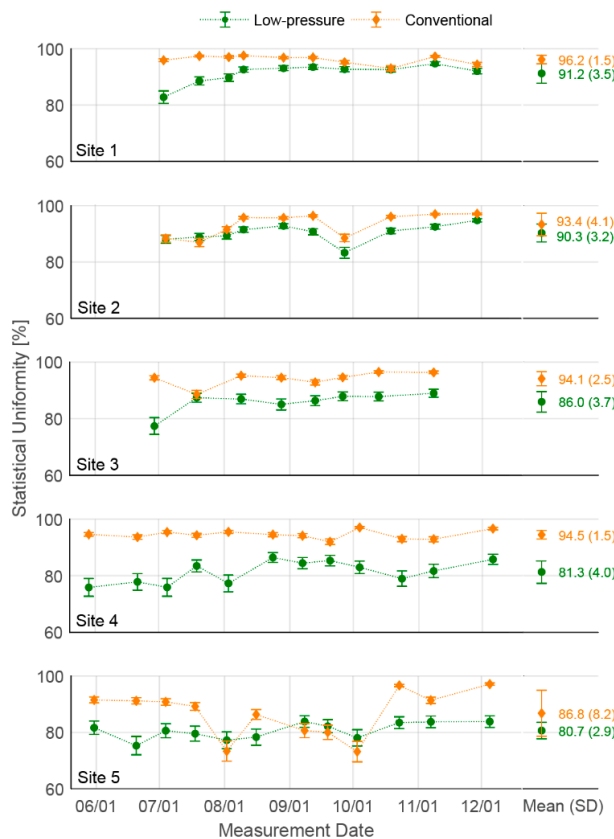 Low-pressure Conventional
100
80
60
Site 1
96.2 (1.5)
91.2 (3.5)
100
80
60
Site 2
93.4 (4.1)
90.3 (3.2)
100
80
60
Site 3
94.1 (2.5)
86.0 (3.7)
100
80
60
Site 4
94.5 (1.5)
81.3 (4.0)
100
80
60
Site 5
86.8 (8.2)
80.7 (2.9)
Statistical Uniformity [%]
06/01 07/01 08/01 09/01 10/01 11/01 12/01 Mean (SD)
Measurement Date